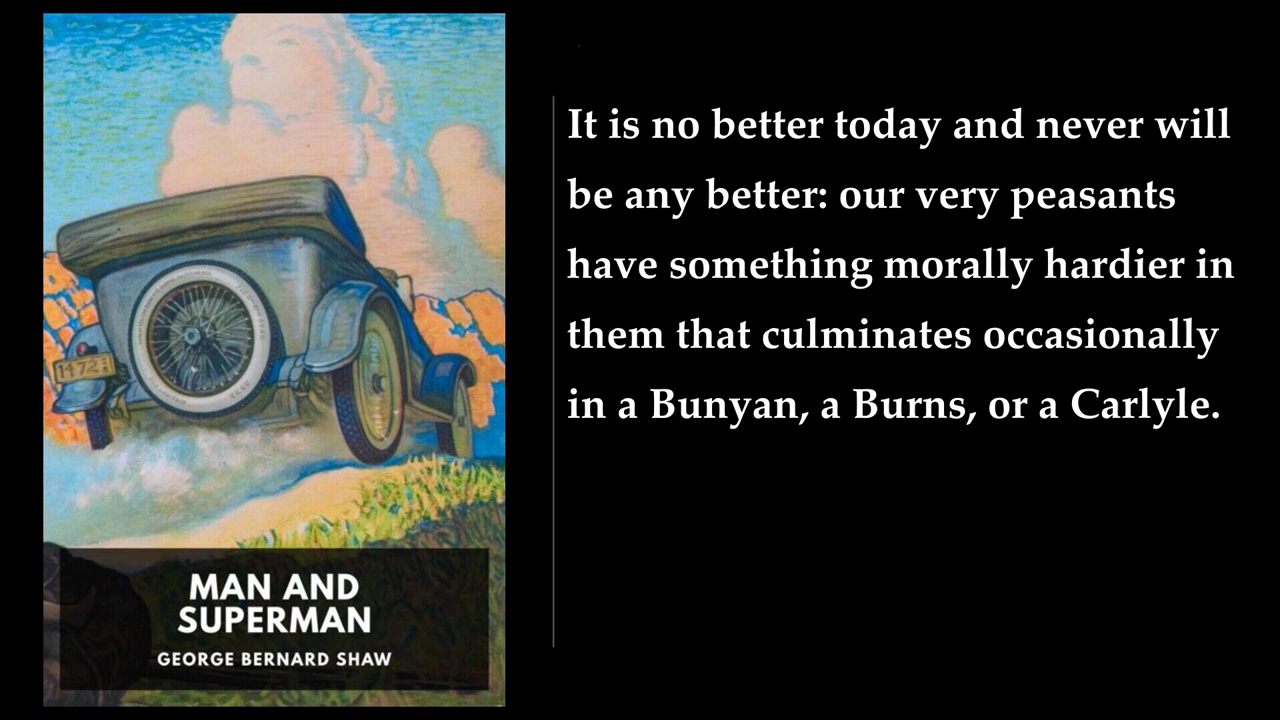 It is no better today and never will
be any better: our very peasants
have something morally hardier in
them that culminates occasionally
in a Bunyan, a Burns, or a Carlyle.
1472
MAN AND
SUPERMAN
GEORGE BERNARD SHAW